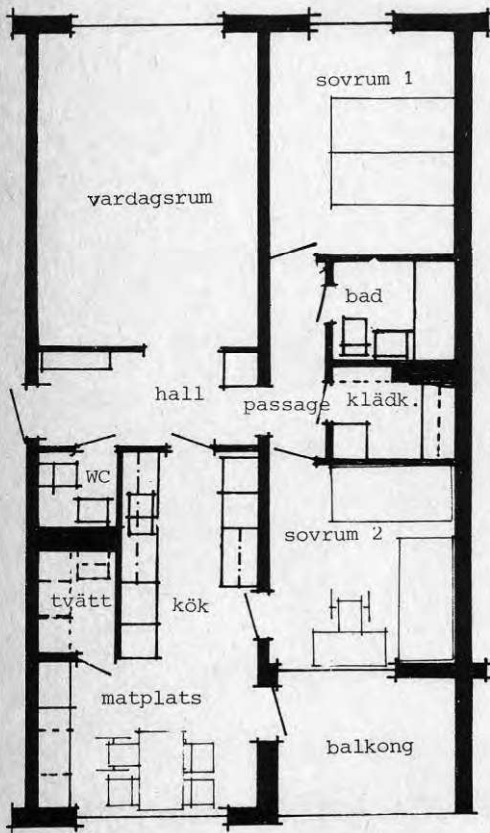 sovrum 1
vardagsrum
bad
hall
passage
klädk.
WC
sovrum 2
tvätt
kök
matplats
balkong